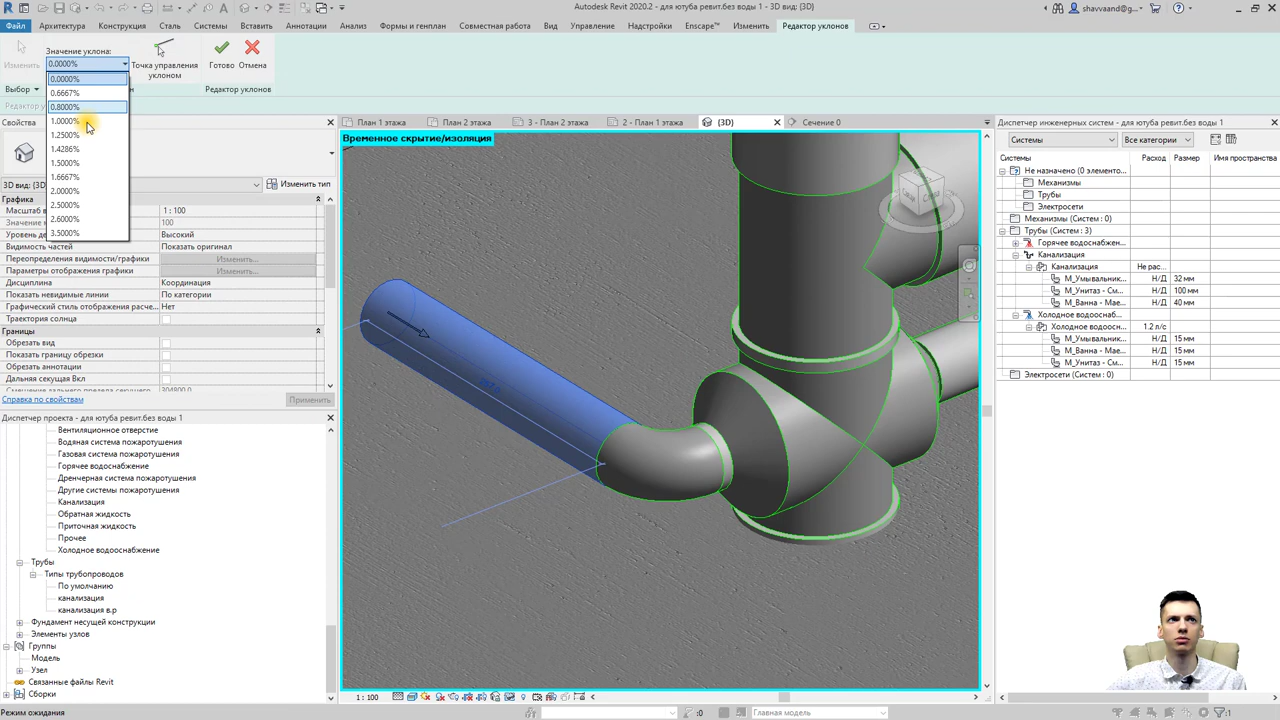 Autodesk Revit 2020.2 - для ютуба ревит.без воды 1 - 3D вид: {3D}
shavvaand@g...
Файл
Архитектура
Конструкция
Сталь
Системы
Вставить
Аннотации
Анализ
Формы и генплан
Совместная работа
Вид
Управление
Надстройки
Enscape™
Изменить
Редактор уклонов
Изменить
Значение уклона:
0.0000%
Точка управления
уклоном
Готово
Отмена
Выбор
Редактор уклонов
0.0000%
0.6667%
0.8000%
1.0000%
1.2500%
1.4286%
1.5000%
1.6667%
2.0000%
2.5000%
2.6000%
3.5000%
Свойства
3D вид: {3D}
Изменить тип
Графика
Масштаб в
1 : 100
100
Высокий
Видимость частей
Показать оригинал
Переопределения видимости/графики
Изменить...
Параметры отображения графики
Изменить...
Дисциплина
Координация
Показать невидимые линии
По категории
Графический стиль отображения расче...
Нет
Траектория солнца
Границы
Обрезать вид
Показать границу обрезки
Обрезать аннотации
Дальняя секущая Вкл
Справка по свойствам
Применить
Диспетчер проекта - для ютуба ревит.без воды 1
Вентиляционное отверстие
Водяная система пожаротушения
Газовая система пожаротушения
Горячее водоснабжение
Дренчерная система пожаротушения
Другие системы пожаротушения
Канализация
Обратная жидкость
Приточная жидкость
Прочее
Холодное водоснабжение
Трубы
Типы трубопроводов
По умолчанию
канализация
канализация в.р
Фундамент несущей конструкции
Элементы узлов
Группы
Модель
Узел
Связанные файлы Revit
Сборки
План 1 этажа
План 2 этажа
3 - План 2 этажа
2 - План 1 этажа
{3D}
Сечение 0
Временное скрытие/изоляция
1 : 100
Диспетчер инженерных систем - для ютуба ревит.без воды 1
Системы
Все категории
Системы
Расход
Размер
Имя пространства
Не назначено (0 элементо
Механизмы
Трубы
Электросети
Механизмы (Систем : 0)
Трубы (Систем : 3)
Горячее водоснабжен...
Канализация
Канализация
Не рас...
М_Умывальник...
Н/Д
32 мм
М_Унитаз - См...
Н/Д
100 мм
М_Ванна - Мае...
Н/Д
40 мм
Холодное водоснаб...
Холодное водоосн...
1.2 л/с
М_Умывальник...
Н/Д
15 мм
М_Ванна - Мае...
Н/Д
15 мм
М_Унитаз - См...
Н/Д
15 мм
Электросети (Систем : 0)
Режим ожидания
:0
Главная модель
:1